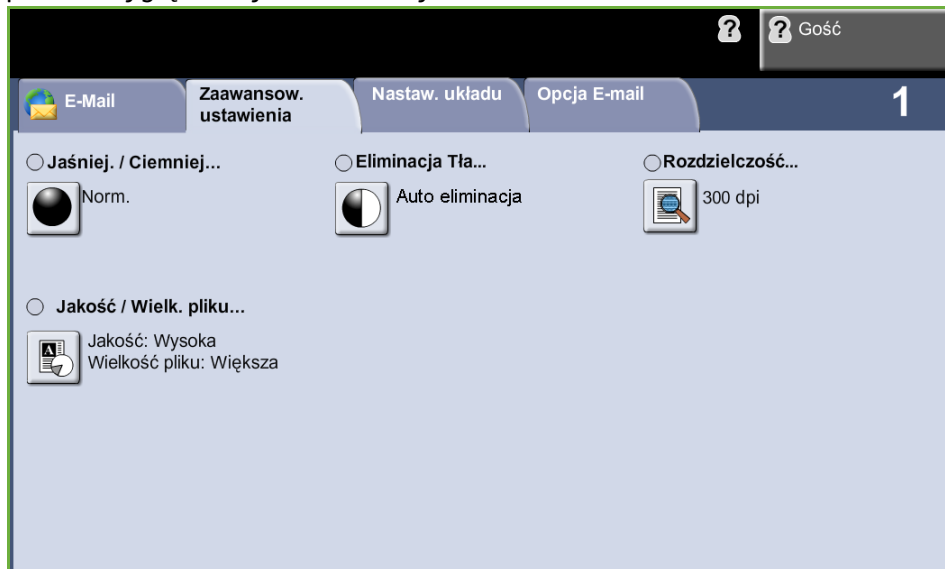 Gość
E-Mail
Zaawansow.
ustawienia
Nastaw. układu
Opcja E-mail
1
Jaśniej. / Ciemniej...
Norm.
Eliminacja Tła...
Auto eliminacja
Rozdzielczość...
300 dpi
Jakość / Wielk. pliku...
Jakość: Wysoka
Wielkość pliku: Większa